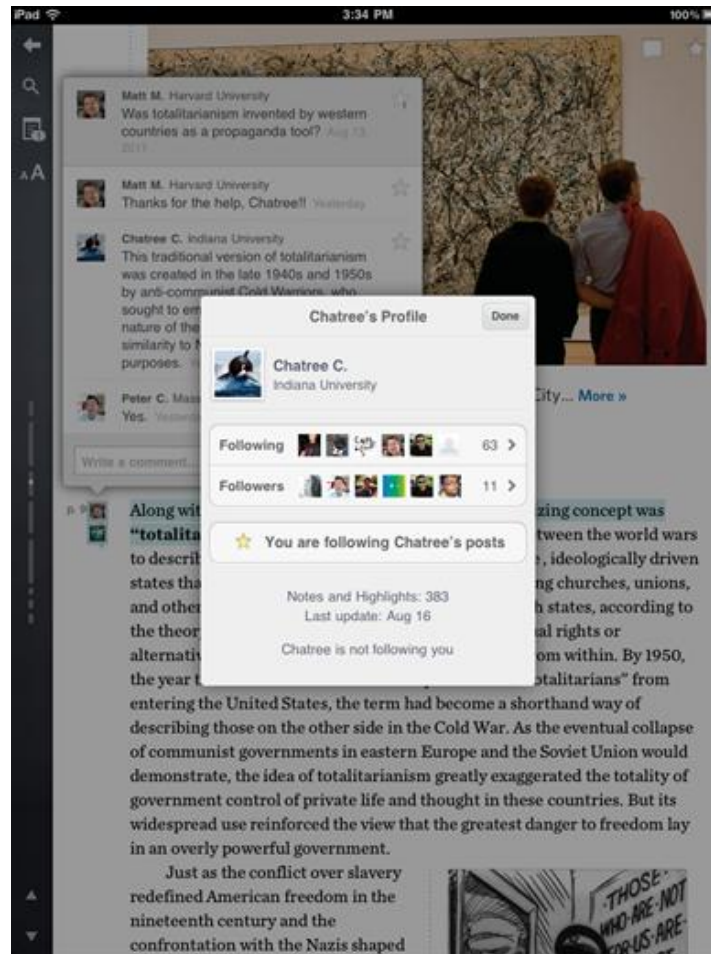 iPad
3:34 PM
100%
Matt M. Harvard University
Was totalitarianism invented by western
countries as a propaganda tool? Aug 13,
2011
Matt M. Harvard University
Thanks for the help, Chatree!! Yesterday
Chatree C. Indiana University
This traditional version of totalitarianism
was created in the late 1940s and 1950s
by anti-communist Cold Warriors, who
sought to em
nature of the
similarity to N
purposes.
Peter C. Mass
Yes. Yesterday
Write a comment...
Chatree's Profile
Done
Chatree C.
Indiana University
Following 63
Followers 11
You are following Chatree's posts
Notes and Highlights: 383
Last update: Aug 16
Chatree is not following you
City... More »
AA
p. 9
Along wit zing concept was
"totalita tween the world wars
to describ , ideologically driven
states tha ng churches, unions,
and other h states, according to
the theor al rights or
alternativ om within. By 1950,
the year t otalitarians" from
entering the United States, the term had become a shorthand way of
describing those on the other side in the Cold War. As the eventual collapse
of communist governments in eastern Europe and the Soviet Union would
demonstrate, the idea of totalitarianism greatly exaggerated the totality of
government control of private life and thought in these countries. But its
widespread use reinforced the view that the greatest danger to freedom lay
in an overly powerful government.
Just as the conflict over slavery
redefined American freedom in the
nineteenth century and the
confrontation with the Nazis shaped
THOSE
WHO·ARE·NOT
FOR·US·ARE·